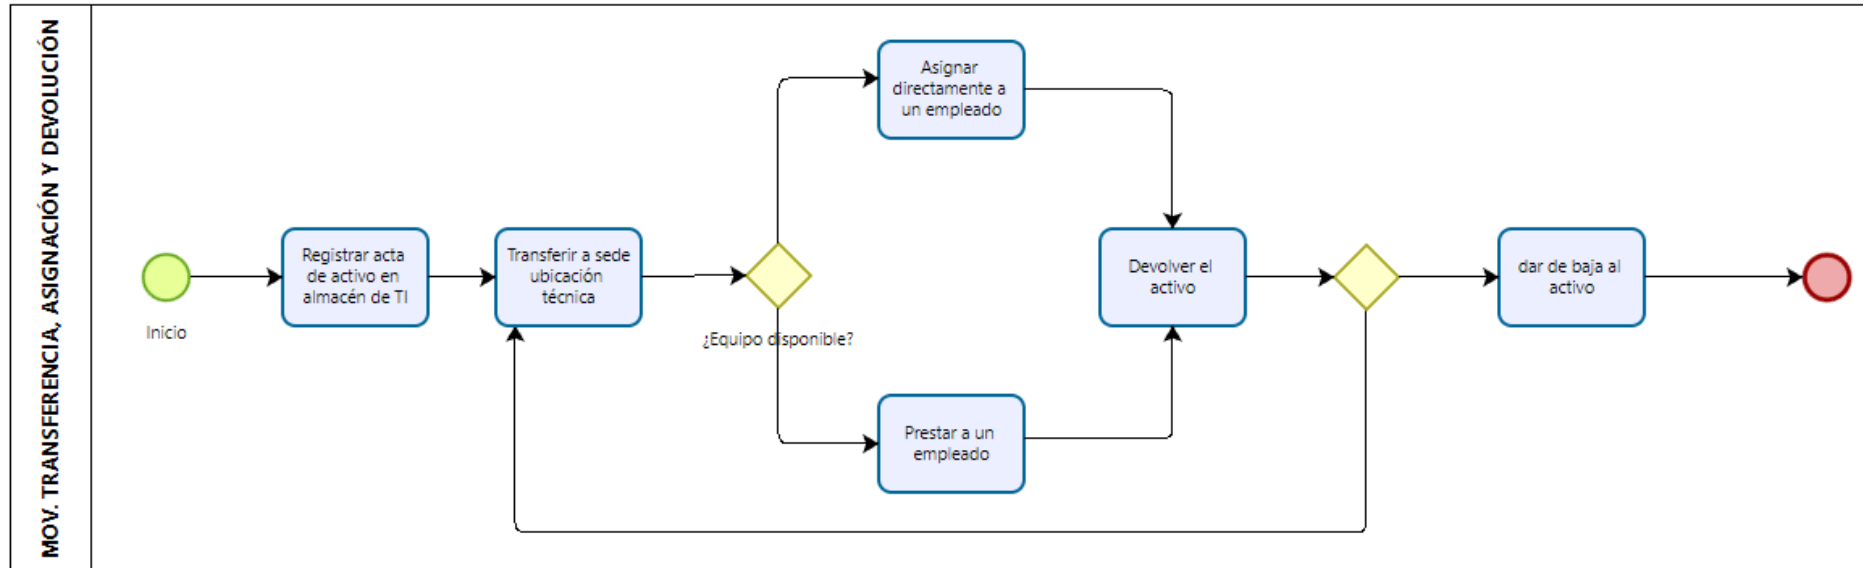 MOV. TRANSFERENCIA, ASIGNACIÓN Y DEVOLUCIÓN
Inicio
Registrar acta
de activo en
almacén de TI
Transferir a sede
ubicación
técnica
¿Equipo disponible?
Asignar
directamente a
un empleado
Prestar a un
empleado
Devolver el
activo
dar de baja al
activo